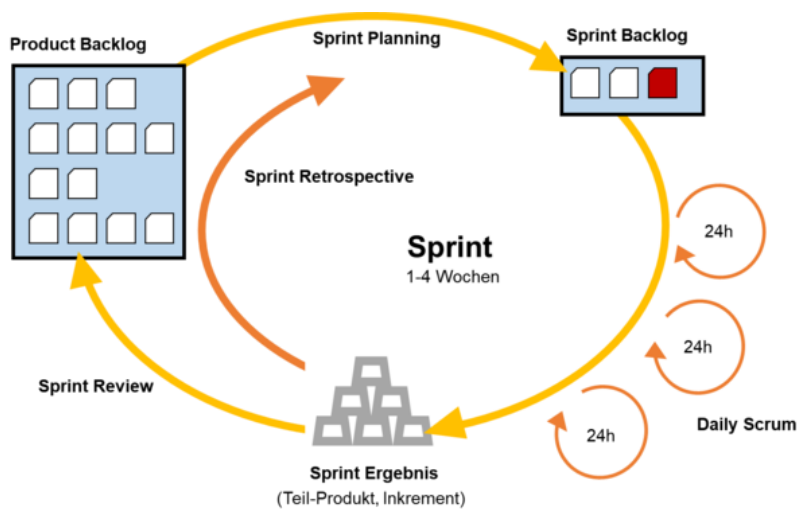 Product Backlog
Sprint Planning
Sprint Backlog
Sprint Retrospective
Sprint
1-4 Wochen
24h
24h
24h
Sprint Review
Daily Scrum
Sprint Ergebnis
(Teil-Produkt, Inkrement)